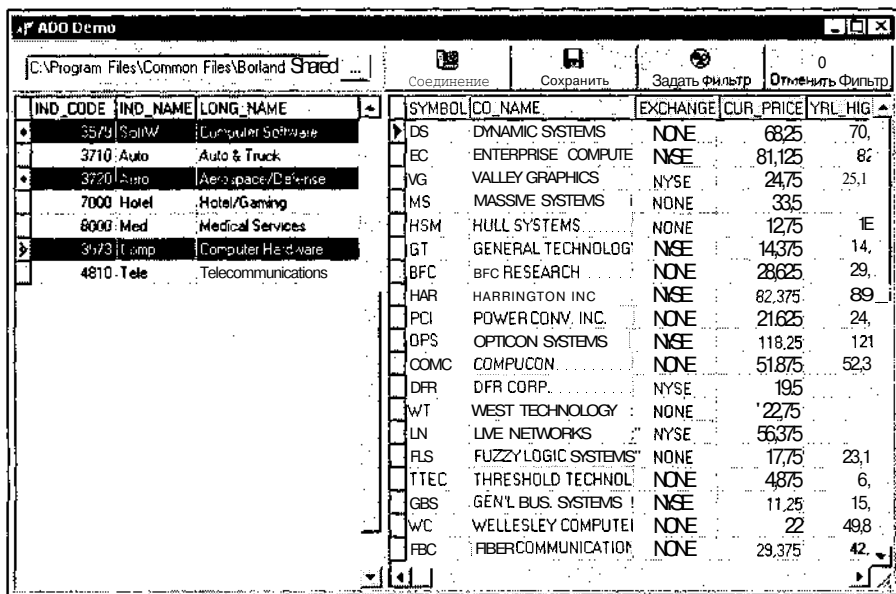 ADO Demo
C:\Program Files\Common Files\Borland Shared ...
Соединение Сохранить Задать Фильтр Отменить Фильтр
IND_CODE IND_NAME LONG_NAME
3579 SoftW Computer Software
3710 Auto Auto & Truck
3720 Aero Aerospace/Defense
7000 Hotel Hotel/Gaming
8000 Med Medical Services
3573 Comp Computer Hardware
4810 Tele Telecommunications
SYMBOL CO_NAME EXCHANGE CUR_PRICE YRL_HIG
DS DYNAMIC SYSTEMS NONE 68,25 70,
EC ENTERPRISE COMPUTE NYSE 81,125 82
VG VALLEY GRAPHICS NYSE 24,75 25,1
MS MASSIVE SYSTEMS NONE 33,5
HSM HULL SYSTEMS NONE 12,75
GT GENERAL TECHNOLOG NYSE 14,375 14,
BFC BFC RESEARCH NONE 28,625 29,
HAR HARRINGTON INC NYSE 82,375 89
PCI POWER CONV. INC. NONE 21,625 24,
OPS OPTICON SYSTEMS NYSE 118,25 121
COMC COMPUCON NONE 51,875 52,3
DFR DFR CORP. NYSE 19,5
WT WEST TECHNOLOGY NONE 22,75
LN LIVE NETWORKS NYSE 56,375
FLS FUZZY LOGIC SYSTEMS NONE 17,75 23,1
TTEC THRESHOLD TECHNOL NONE 4,875 6,
GBS GEN'L BUS. SYSTEMS NYSE 11,25 15,
WC WELLESLEY COMPUTE NONE 22 49,8
FBC FIBER COMMUNICATION NONE 29,375 42,